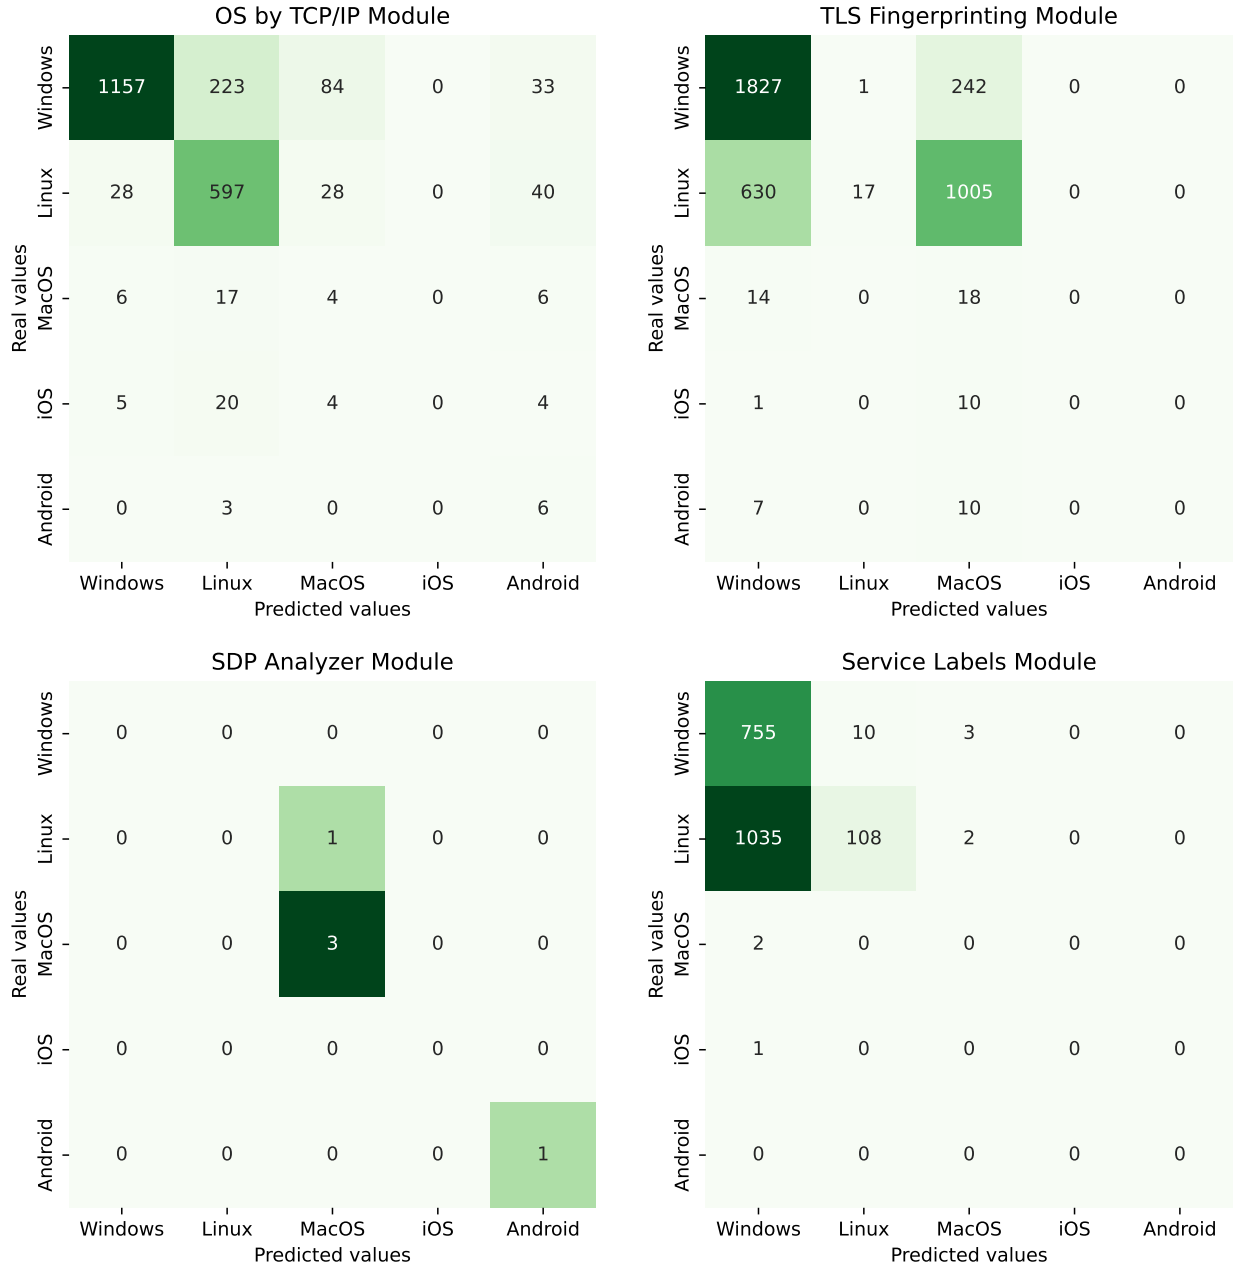 OS by TCP/IP Module
Real values
Windows 1157 223 84 0 33
Linux 28 597 28 0 40
MacOS 6 17 4 0 6
iOS 5 20 4 0 4
Android 0 3 0 0 6
Windows Linux MacOS iOS Android
Predicted values
TLS Fingerprinting Module
Real values
Windows 1827 1 242 0 0
Linux 630 17 1005 0 0
MacOS 14 0 18 0 0
iOS 1 0 10 0 0
Android 7 0 10 0 0
Windows Linux MacOS iOS Android
Predicted values
SDP Analyzer Module
Real values
Windows 0 0 0 0 0
Linux 0 0 1 0 0
MacOS 0 0 3 0 0
iOS 0 0 0 0 0
Android 0 0 0 0 1
Windows Linux MacOS iOS Android
Predicted values
Service Labels Module
Real values
Windows 755 10 3 0 0
Linux 1035 108 2 0 0
MacOS 2 0 0 0 0
iOS 1 0 0 0 0
Android 0 0 0 0 0
Windows Linux MacOS iOS Android
Predicted values